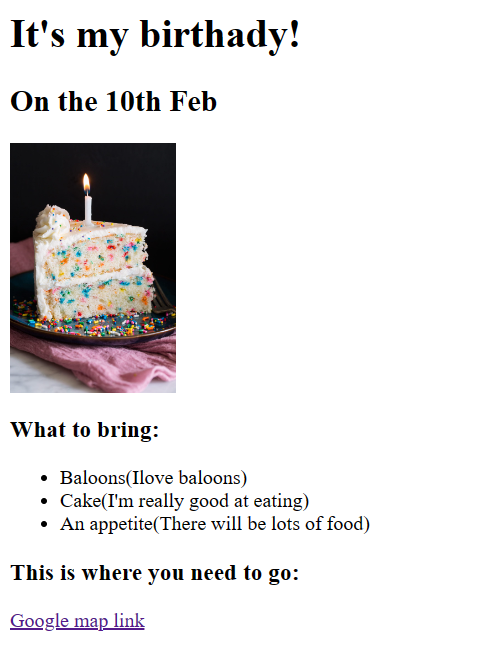 It's my birthady!
On the 10th Feb
What to bring:
Baloons(Ilove baloons)
Cake(I'm really good at eating)
An appetite(There will be lots of food)
This is where you need to go:
Google map link